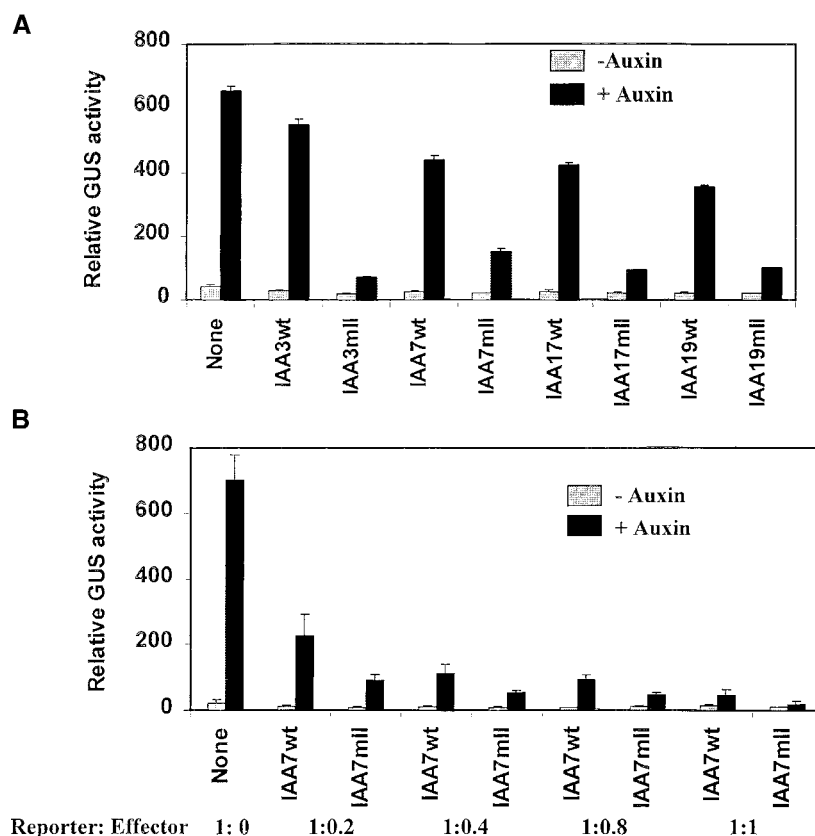 A
800
600
400
200
0
Relative GUS activity
-Auxin
+ Auxin
None
IAA3wt
IAA3mII
IAA7wt
IAA7mII
IAA17wt
IAA17mII
IAA19wt
IAA19mII
B
800
600
400
200
0
Relative GUS activity
- Auxin
+ Auxin
None
IAA7wt
IAA7mII
IAA7wt
IAA7mII
IAA7wt
IAA7mII
IAA7wt
IAA7mII
Reporter: Effector 1: 0 1:0.2 1:0.4 1:0.8 1:1